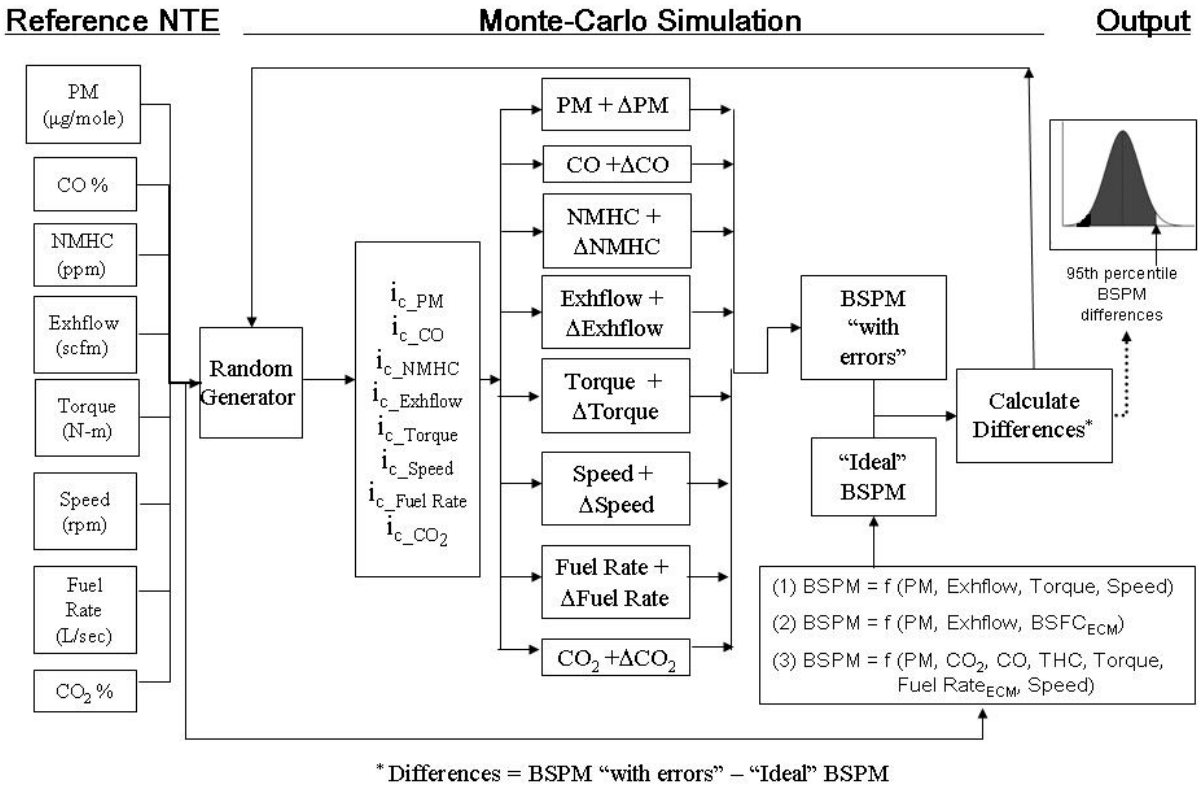 Reference NTE
Monte-Carlo Simulation
Output
PM
(µg/mole)
CO %
NMHC
(ppm)
Exhflow
(scfm)
Torque
(N-m)
Speed
(rpm)
Fuel
Rate
(L/sec)
CO2 %
Random
Generator
ic_PM
ic_CO
ic_NMHC
ic_Exhflow
ic_Torque
ic_Speed
ic_Fuel Rate
ic_CO2
PM + ΔPM
CO +ΔCO
NMHC +
ΔNMHC
Exhflow +
ΔExhflow
Torque +
ΔTorque
Speed +
ΔSpeed
Fuel Rate +
ΔFuel Rate
CO2 +ΔCO2
BSPM
“with
errors”
“Ideal”
BSPM
Calculate
Differences*
95th percentile
BSPM
differences
(1) BSPM = f (PM, Exhflow, Torque, Speed)
(2) BSPM = f (PM, Exhflow, BSFCECM)
(3) BSPM = f (PM, CO2, CO, THC, Torque,
Fuel RateECM, Speed)
* Differences = BSPM “with errors” – “Ideal” BSPM